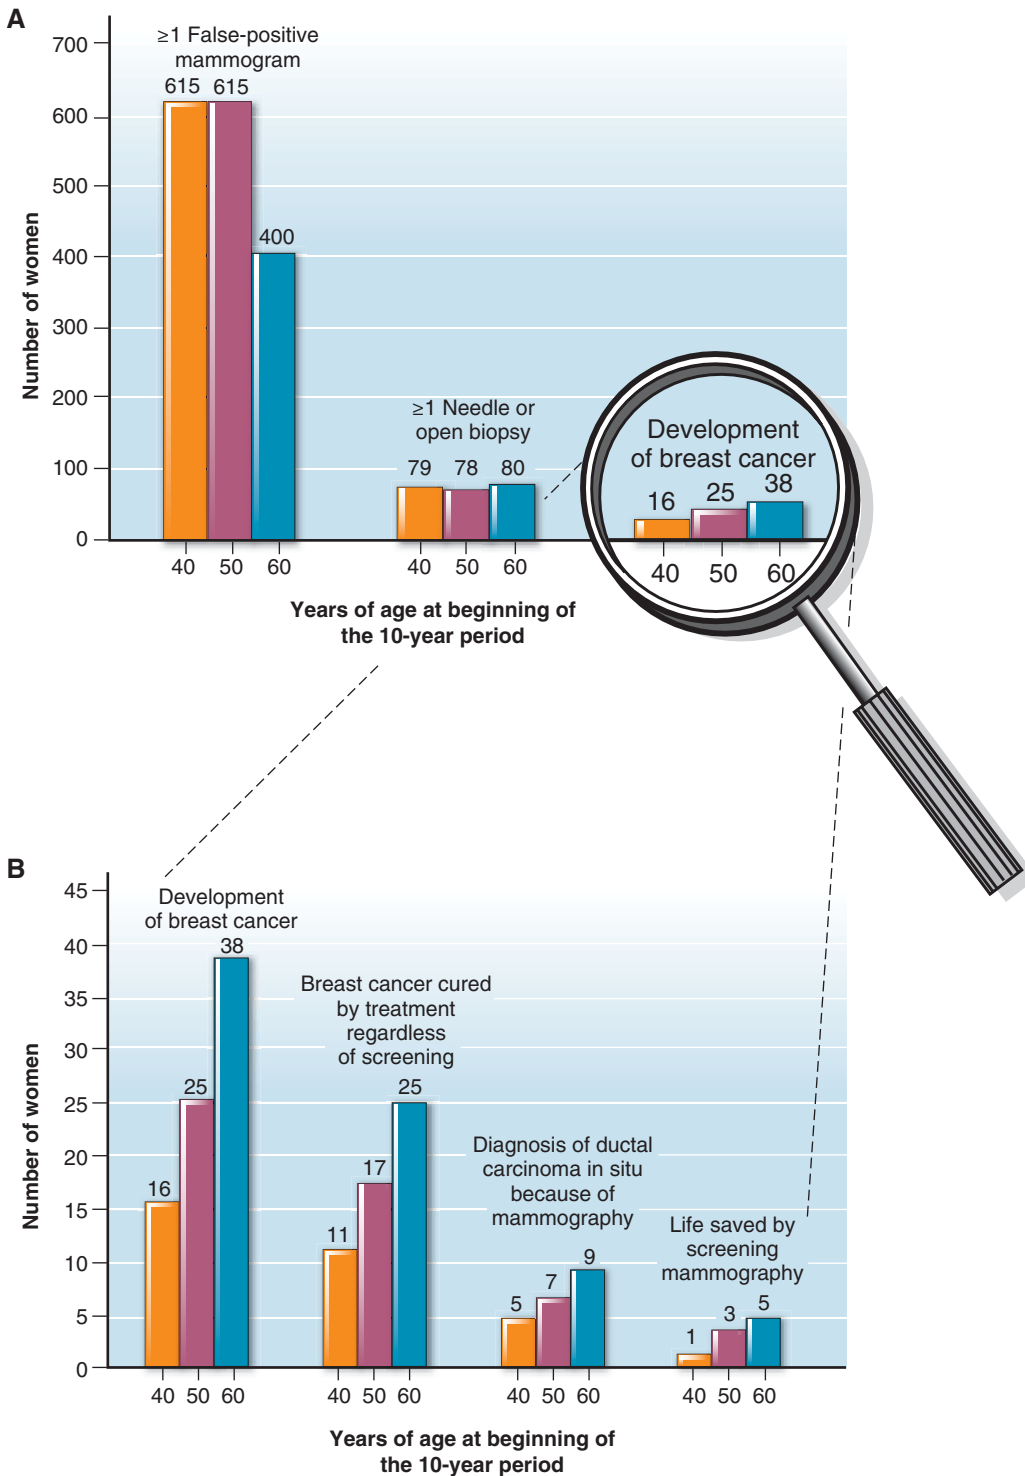 A
≥1 False-positive
mammogram
615 615
400
700
600
500
400
300
200
100
0
Number of women
≥1 Needle or
open biopsy
79 78 80
Development
of breast cancer
16 25 38
40 50 60
40 50 60
40 50 60
Years of age at beginning of
the 10-year period
B
45
40
35
30
25
20
15
10
5
0
Number of women
Development
of breast cancer
38
25
16
Breast cancer cured
by treatment
regardless
of screening
25
17
11
Diagnosis of ductal
carcinoma in situ
because of
mammography
9
7
5
Life saved by
screening
mammography
5
3
1
40 50 60
40 50 60
40 50 60
40 50 60
Years of age at beginning of
the 10-year period